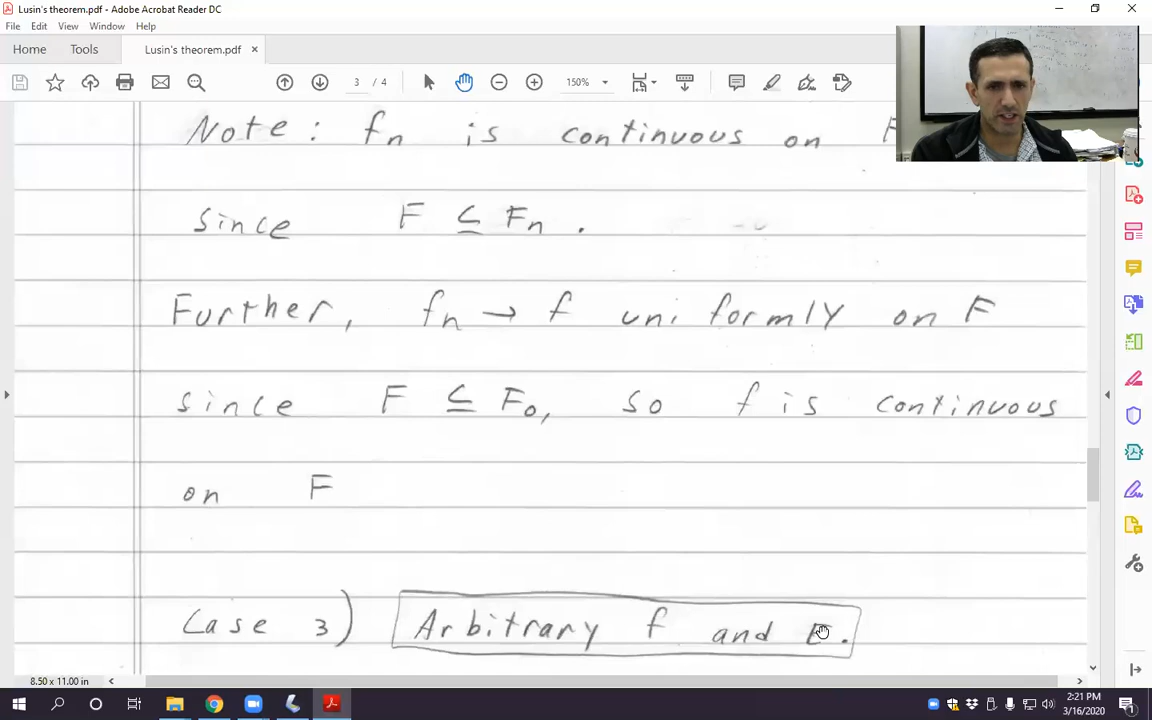 Lusin's theorem.pdf - Adobe Acrobat Reader DC
File Edit View Window Help
Home Tools Lusin's theorem.pdf ×
3 / 4 150%
Note: fn is continuous on F
since F ⊆ Fn .
Further, fn → f uniformly on F
since F ⊆ F0, so f is continuous
on F
Case 3) Arbitrary f and E.
8.50 x 11.00 in
2:21 PM
3/16/2020